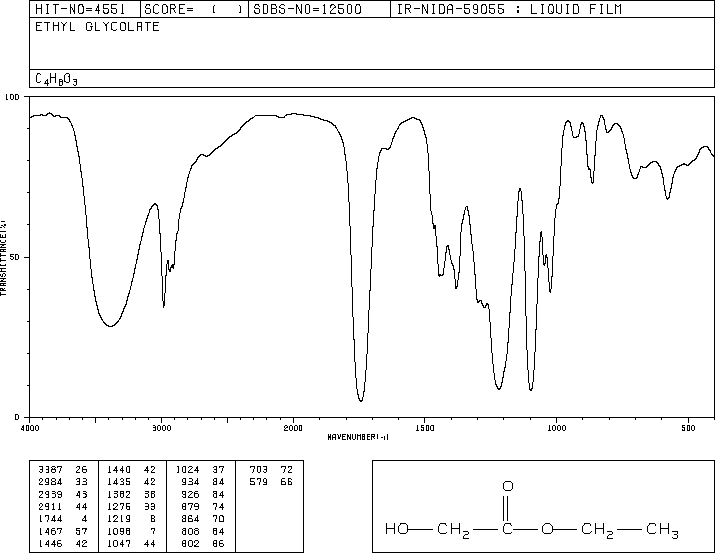 HIT-NO=4551 SCORE= ( ) SDBS-NO=12500 IR-NIDA-59055 : LIQUID FILM
ETHYL GLYCOLATE
C4H8O3
100
50
0
TRANSMITTANCE(%)
4000 3000 2000 1500 1000 500
WAVENUMBER(-1)
3387 26 1440 42 1024 37 703 72
2984 33 1435 42 934 84 579 66
2939 43 1382 38 926 84
2911 44 1276 33 879 74
1744 4 1219 8 864 70
1467 57 1098 7 808 84
1446 42 1047 44 802 86
O
HO CH2 C O CH2 CH3